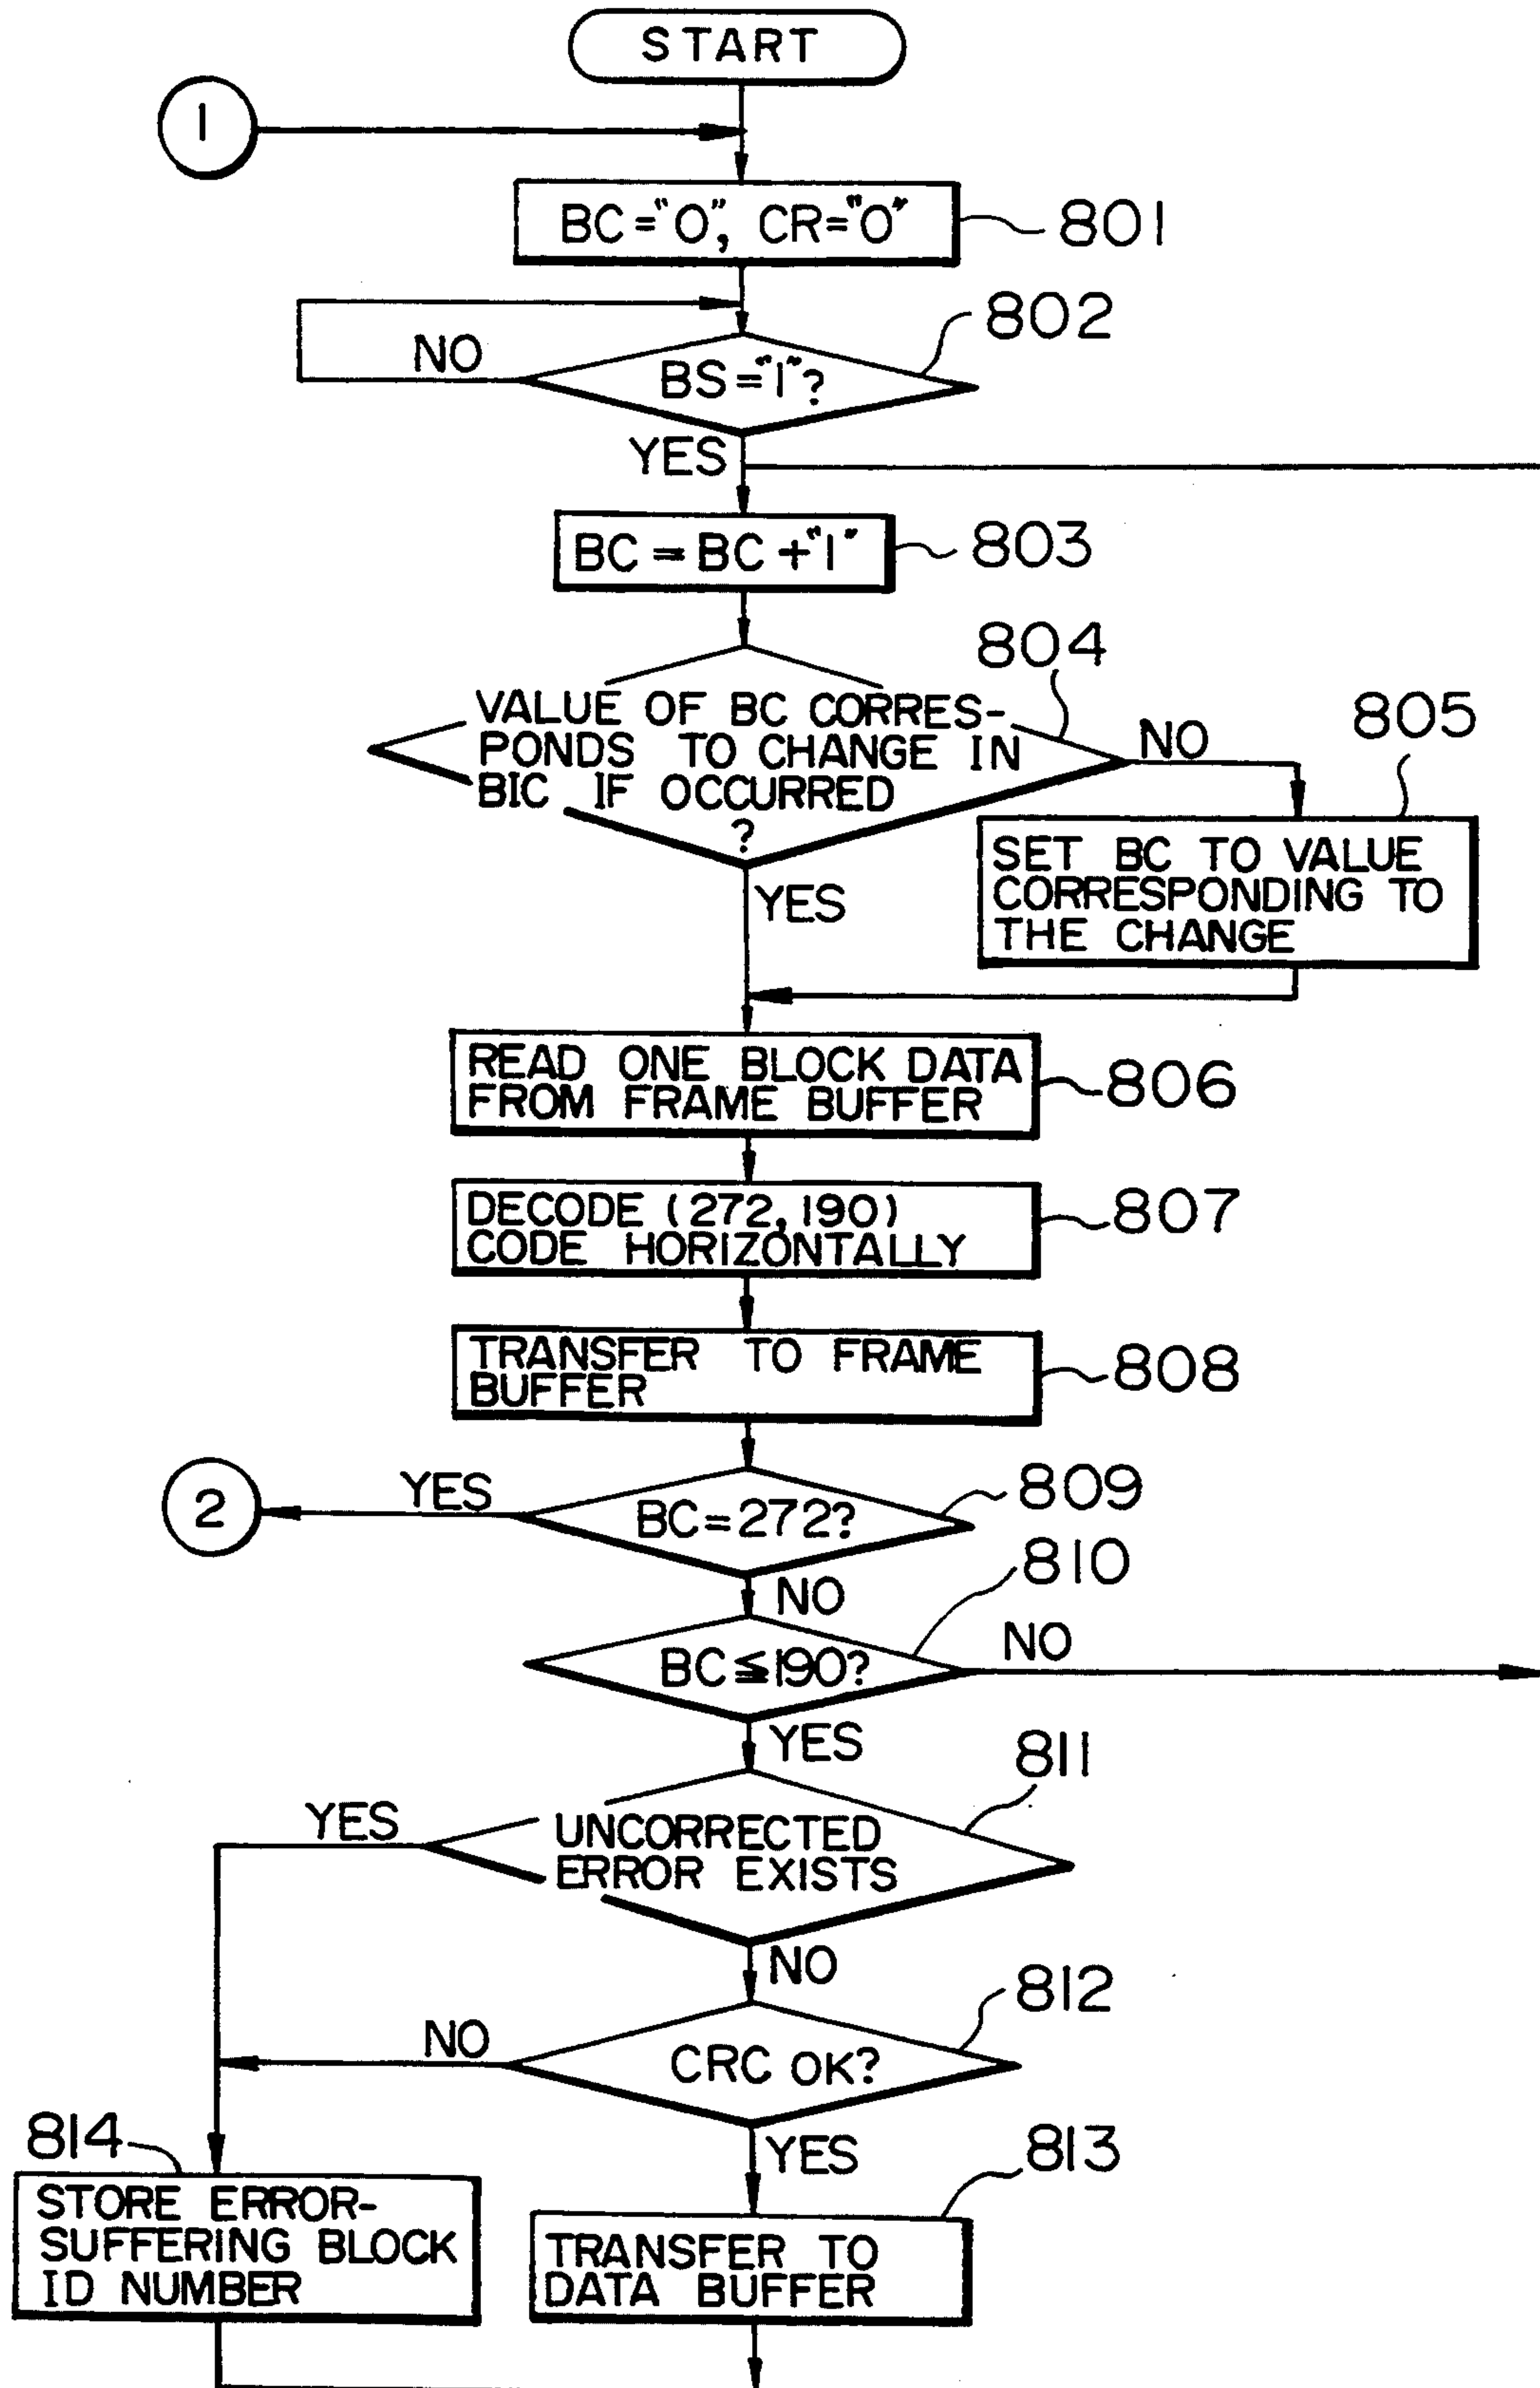 START
1
BC="0", CR="0"
801
802
NO
BS="1"?
YES
BC = BC +"1"
803
804
VALUE OF BC CORRES-
PONDS TO CHANGE IN
BIC IF OCCURRED
?
NO
805
SET BC TO VALUE
CORRESPONDING TO
THE CHANGE
YES
READ ONE BLOCK DATA
FROM FRAME BUFFER
806
DECODE (272,190)
CODE HORIZONTALLY
807
TRANSFER TO FRAME
BUFFER
808
2
YES
BC=272?
809
NO
810
BC≦190?
NO
YES
811
YES
UNCORRECTED
ERROR EXISTS
NO
812
NO
CRC OK?
YES
813
814
STORE ERROR-
SUFFERING BLOCK
ID NUMBER
TRANSFER TO
DATA BUFFER